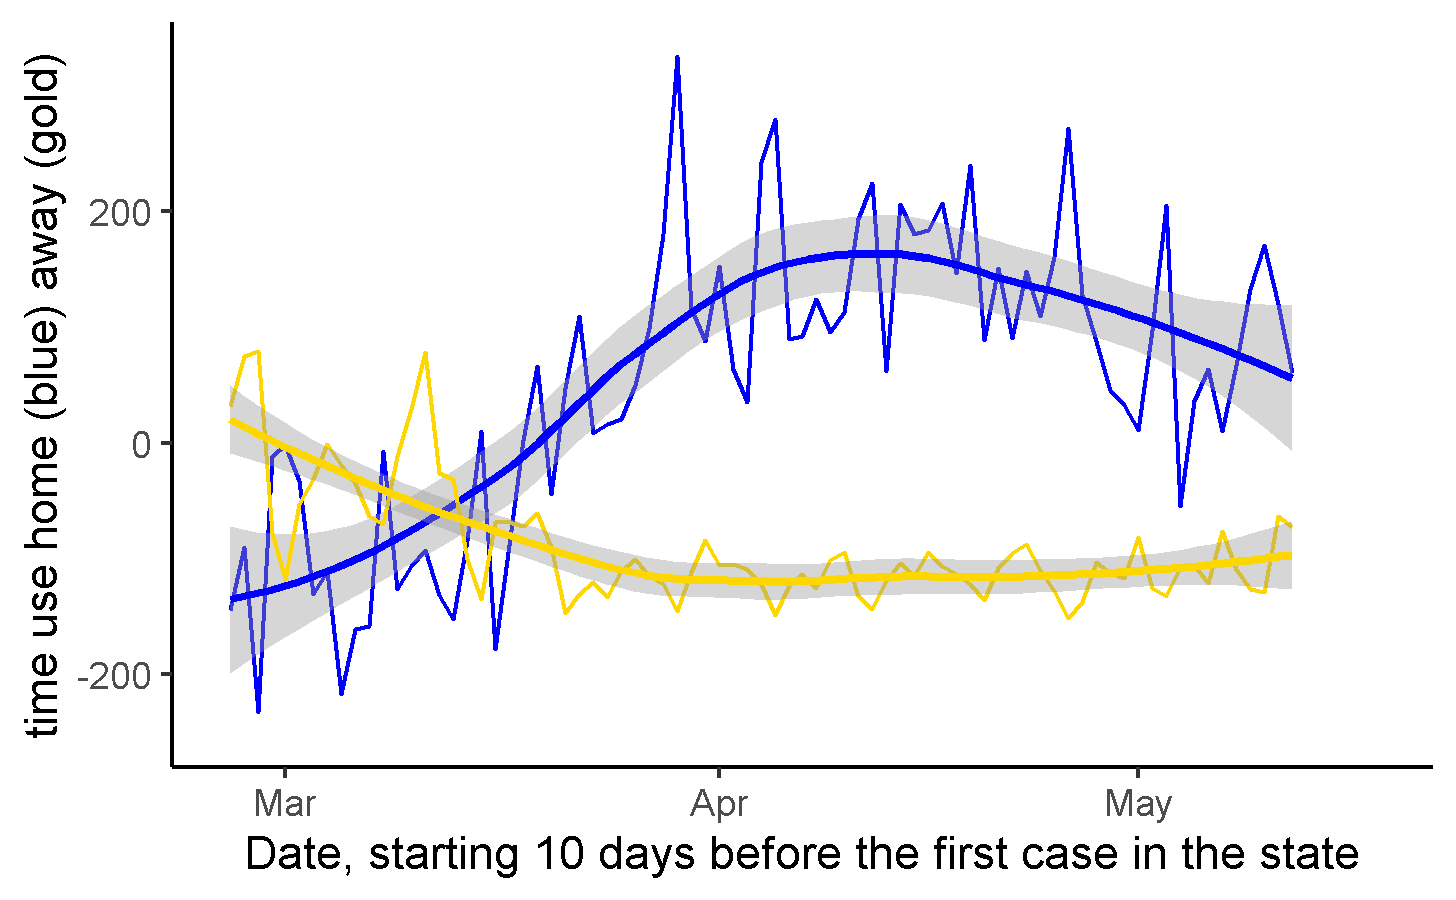 time use home (blue) away (gold)
200
0
-200
Mar
Apr
May
Date, starting 10 days before the first case in the state